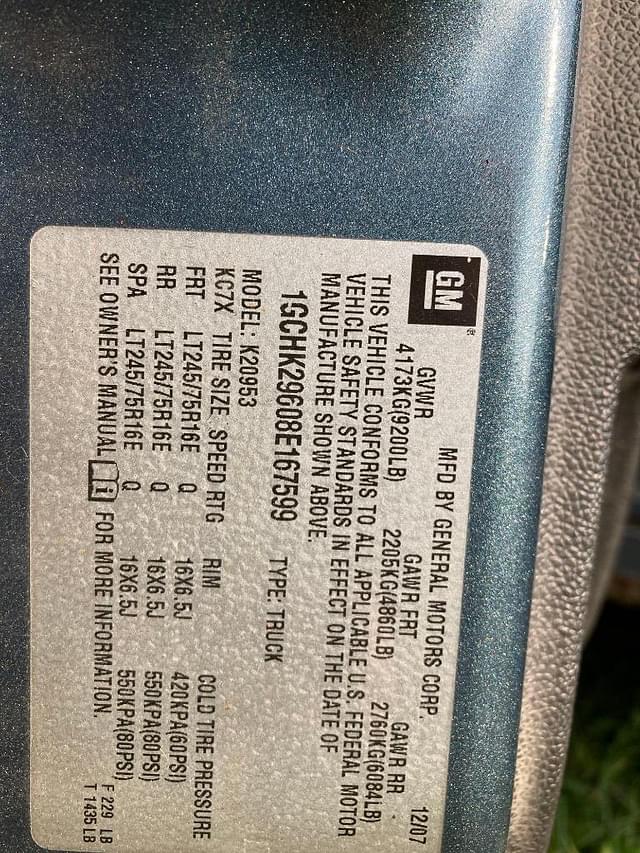 GM ®
MFD BY GENERAL MOTORS CORP 12/07
GVWR GAWR FRT GAWR RR
4173KG(9200LB) 2205KG(4860LB) 2760KG(6084LB)
THIS VEHICLE CONFORMS TO ALL APPLICABLE U.S. FEDERAL MOTOR
VEHICLE SAFETY STANDARDS IN EFFECT ON THE DATE OF
MANUFACTURE SHOWN ABOVE.
1GCHK29608E167599 TYPE: TRUCK
MODEL: K20953
KC7X TIRE SIZE SPEED RTG RIM COLD TIRE PRESSURE
FRT LT245/75R16E Q 16X6.5J 420KPA(60PSI)
RR LT245/75R16E Q 16X6.5J 550KPA(80PSI)
SPA LT245/75R16E Q 16X6.5J 550KPA(80PSI)
SEE OWNER'S MANUAL i FOR MORE INFORMATION.
F 229 LB
T 1435 LB